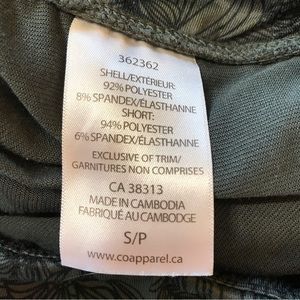 362362
SHELL/EXTÉRIEUR:
92% POLYESTER
8% SPANDEX/ÉLASTHANNE
SHORT:
94% POLYESTER
6% SPANDEX/ÉLASTHANNE
EXCLUSIVE OF TRIM/
GARNITURES NON COMPRISES
CA 38313
MADE IN CAMBODIA
FABRIQUÉ AU CAMBODGE
S/P
www.coapparel.ca